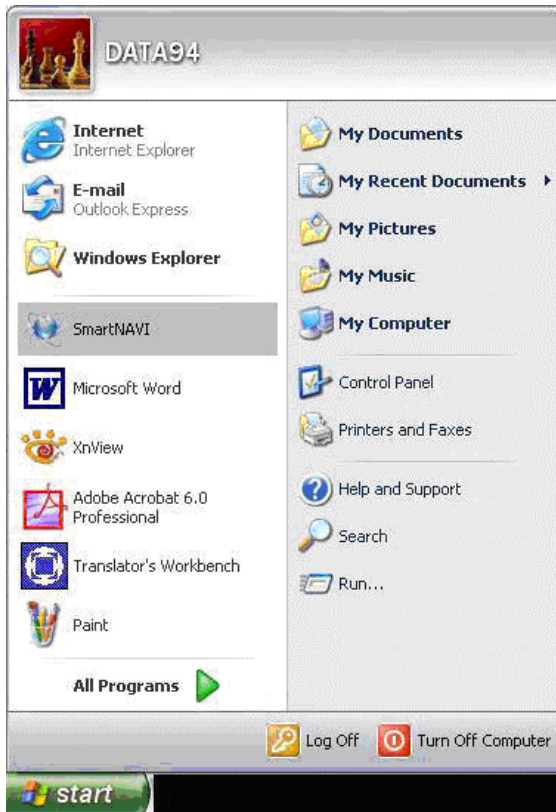 DATA94
Internet
Internet Explorer
E-mail
Outlook Express
Windows Explorer
SmartNAVI
Microsoft Word
XnView
Adobe Acrobat 6.0
Professional
Translator's Workbench
Paint
All Programs
My Documents
My Recent Documents
My Pictures
My Music
My Computer
Control Panel
Printers and Faxes
Help and Support
Search
Run...
Log Off
Turn Off Computer
start